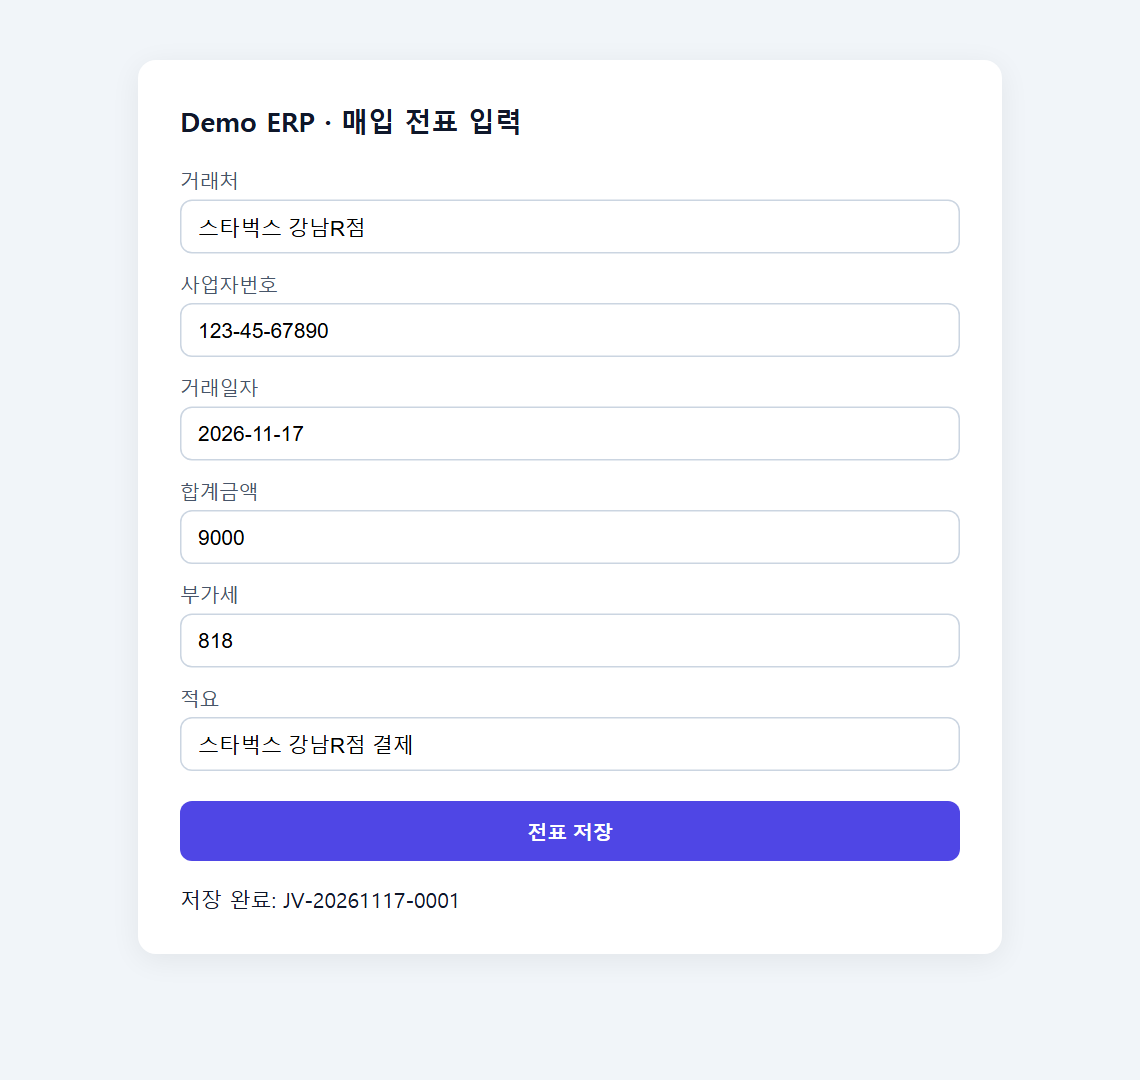 Demo ERP · 매입 전표 입력
거래처
스타벅스 강남R점
사업자번호
123-45-67890
거래일자
2026-11-17
합계금액
9000
부가세
818
적요
스타벅스 강남R점 결제
전표 저장
저장 완료: JV-20261117-0001